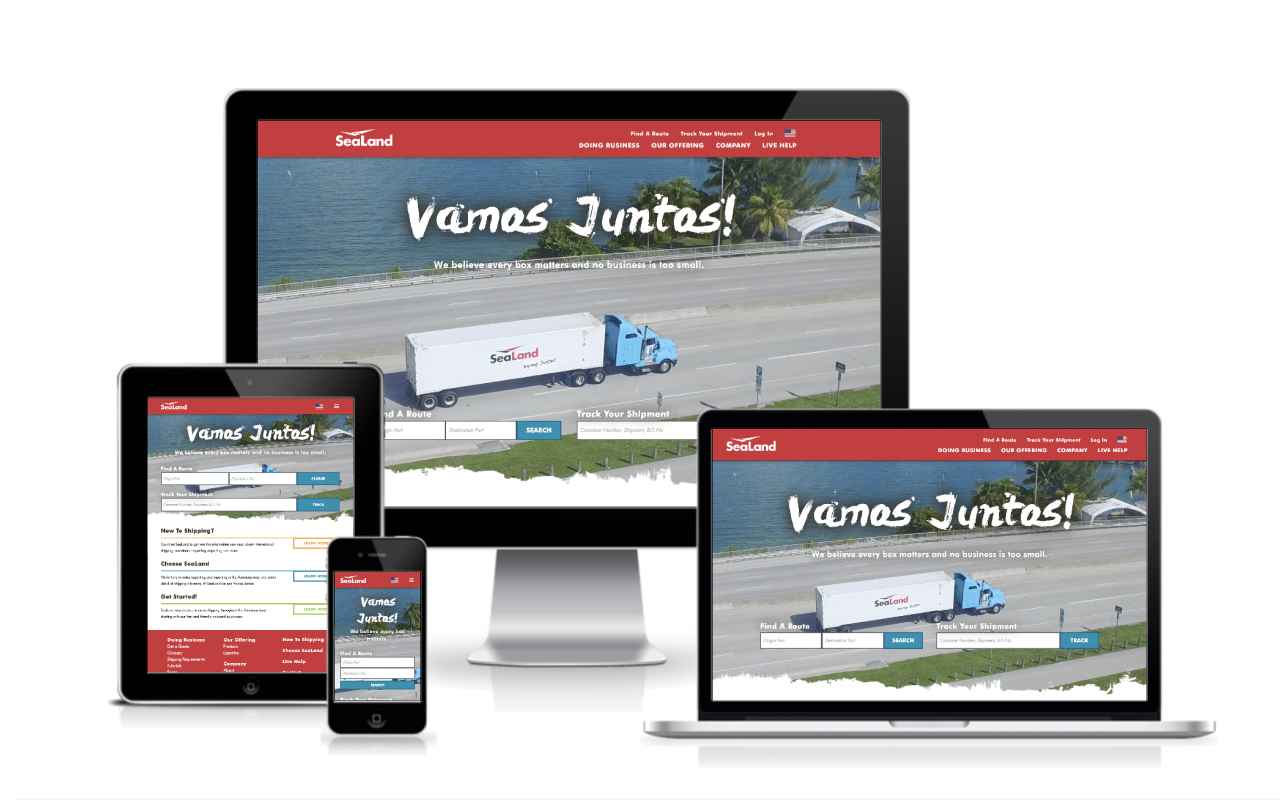 SeaLand
Find A Route Track Your Shipment Log In
DOING BUSINESS OUR OFFERING COMPANY LIVE HELP
Vamos Juntos!
We believe every box matters and no business is too small.
SeaLand
Vamos Juntos!
Find A Route Track Your Shipment
Origin Port Destination Port SEARCH Container Number, Shipment, B/L No
SeaLand
Vamos Juntos!
We believe every box matters and no business is too small.
Find A Route
Origin Port Destination Port SEARCH
Track Your Shipment
Container Number, Shipment, B/L No TRACK
New To Shipping?
LEARN MORE
Choose SeaLand
LEARN MORE
Get Started!
LEARN MORE
Doing Business Our Offering How To Shipping
Get a Quote Products
Glossary Expertise Choose SeaLand
Shipping Requirements Company Live Help
Schedule About
SeaLand
Vamos
Juntos!
We believe every box
matters
Find A Route
Origin Port
Destination Port
SEARCH
Track Your Shipment
SeaLand
Find A Route Track Your Shipment Log In
DOING BUSINESS OUR OFFERING COMPANY LIVE HELP
Vamos Juntos!
We believe every box matters and no business is too small.
SeaLand
Vamos Juntos!
Find A Route Track Your Shipment
Origin Port Destination Port SEARCH Container Number, Shipment, B/L No TRACK